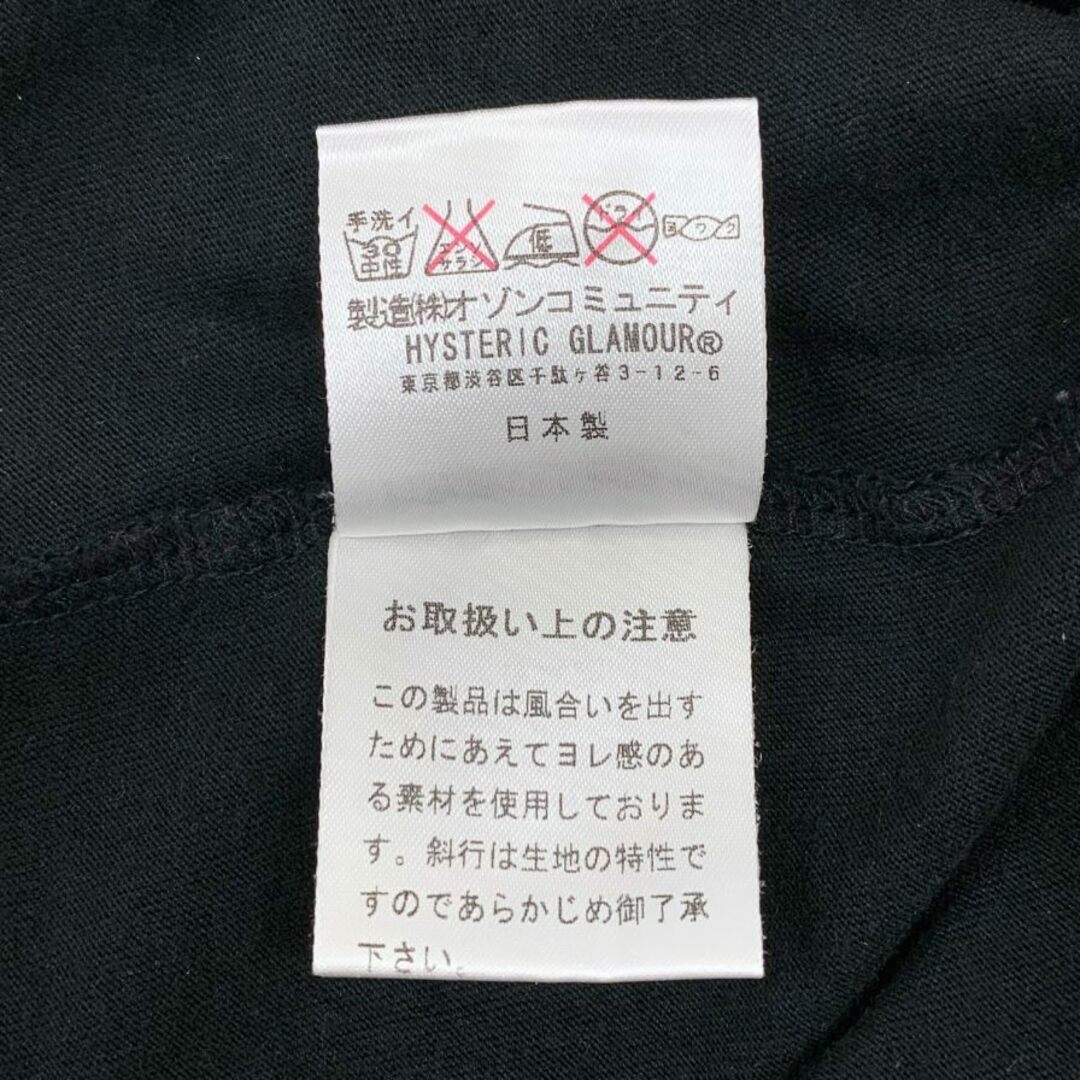 手洗イ
30
中性
エンソ
サラシ
低
ドライ
ヨワク
製造(株)オゾンコミュニティ
HYSTERIC GLAMOUR®
東京都渋谷区千駄ヶ谷3-12-6
日本製
お取扱い上の注意
この製品は風合いを出す
ためにあえてヨレ感のあ
る素材を使用しておりま
す。斜行は生地の特性で
すのであらかじめ御了承
下さい。